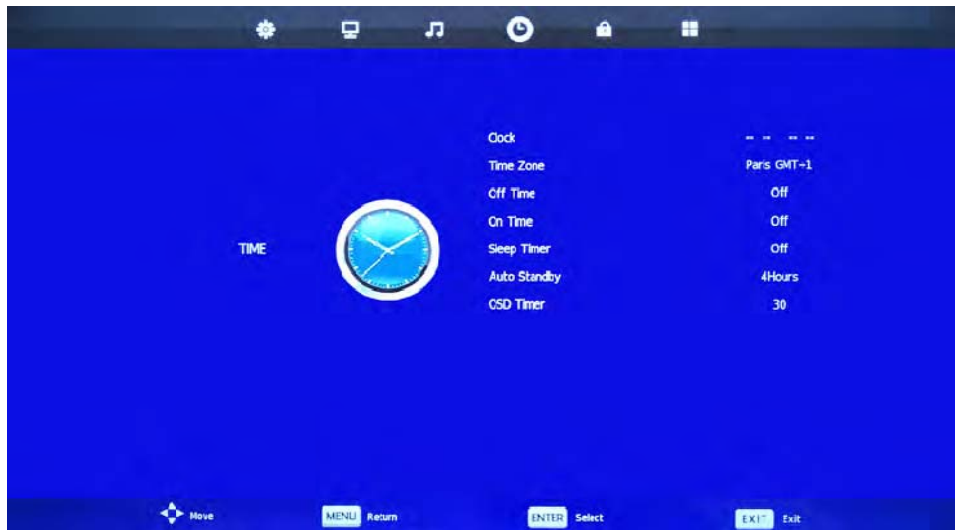 Clock -- -- -- --
Time Zone Paris GMT+1
Off Time Off
On Time Off
TIME
Sleep Timer Off
Auto Standby 4Hours
OSD Timer 30
Move MENU Return ENTER Select EXIT Exit